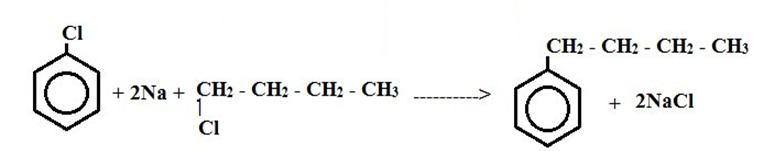 Cl
CH2 - CH2 - CH2 - CH3
+ 2Na + CH2 - CH2 - CH2 - CH3 ----------> + 2NaCl
Cl